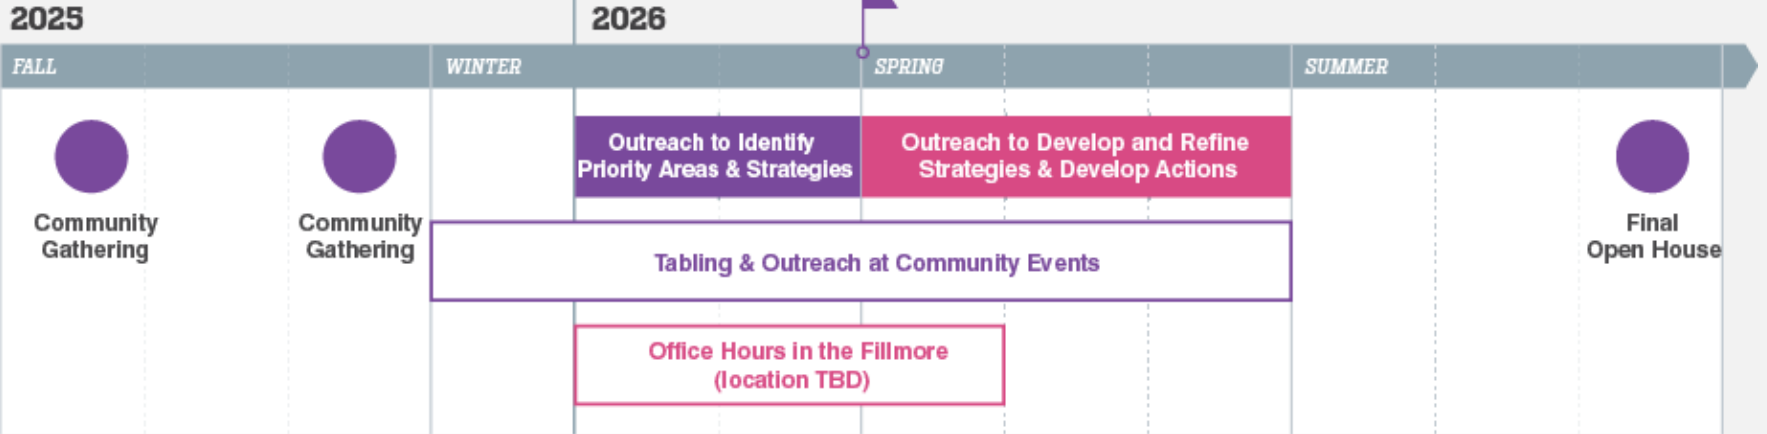 2025
2026
FALL
WINTER
SPRING
SUMMER
Outreach to Identify
Priority Areas & Strategies
Outreach to Develop and Refine
Strategies & Develop Actions
Community
Gathering
Community
Gathering
Final
Open House
Tabling & Outreach at Community Events
Office Hours in the Fillmore
(location TBD)